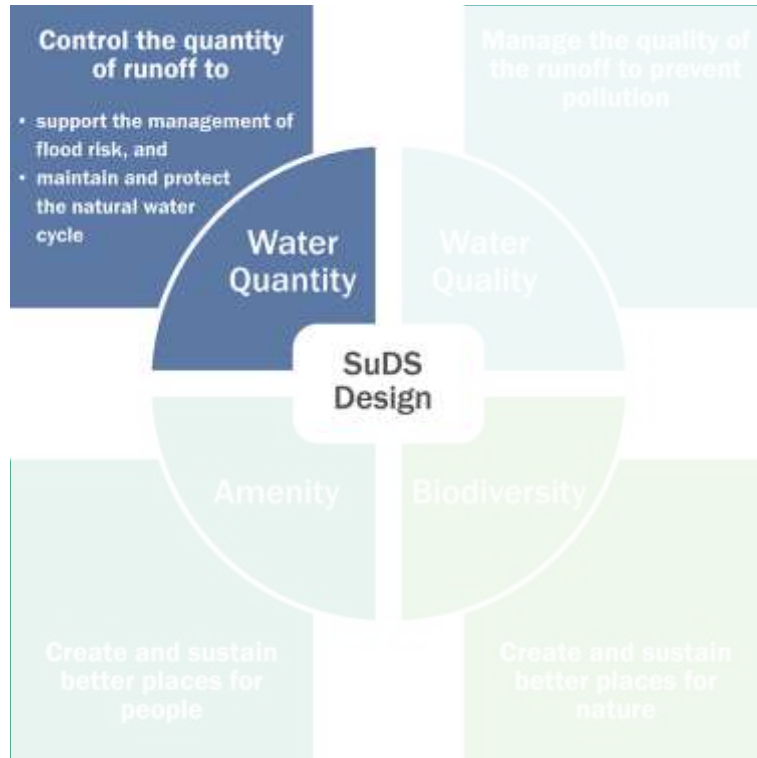 Control the quantity
of runoff to
• support the management of
flood risk, and
• maintain and protect
the natural water
cycle
Water
Quantity
Manage the quality of
the runoff to prevent
pollution
Water
Quality
SuDS
Design
Amenity
Create and sustain
better places for
people
Biodiversity
Create and sustain
better places for
nature